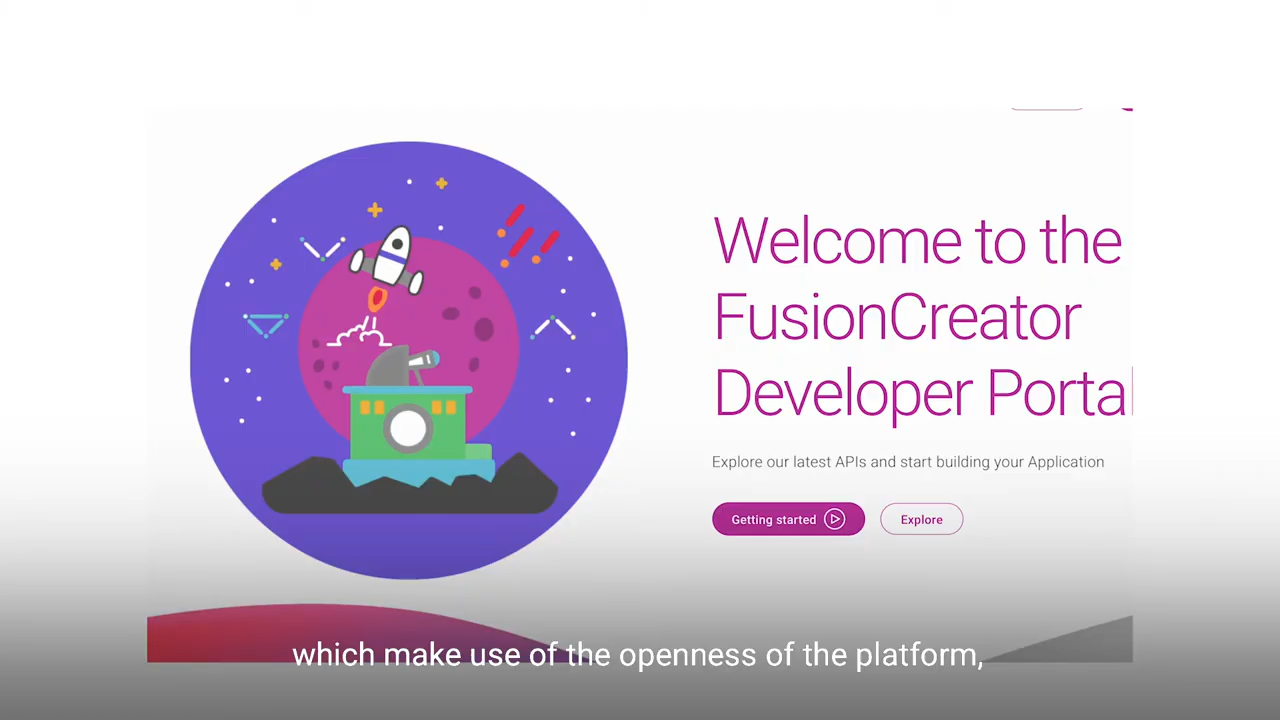 Welcome to the
FusionCreator
Developer Portal
Explore our latest APIs and start building your Application
Getting started
Explore
which make use of the openness of the platform,